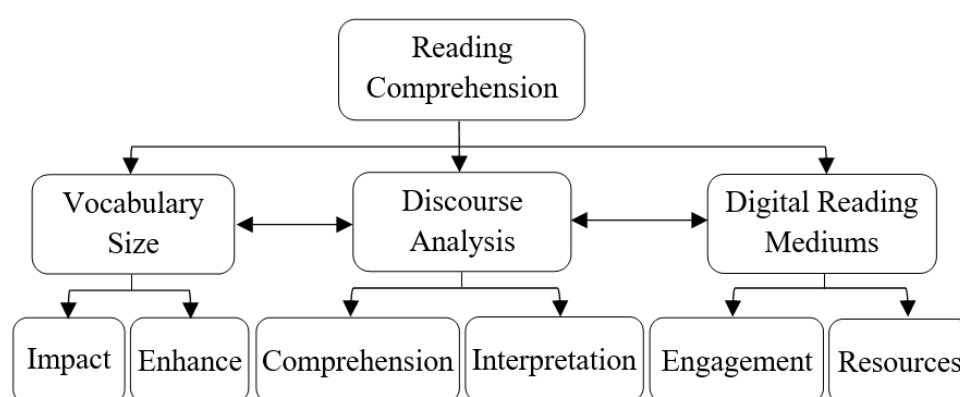 Reading
Comprehension
Vocabulary
Size
Discourse
Analysis
Digital Reading
Mediums
Impact
Enhance
Comprehension
Interpretation
Engagement
Resources